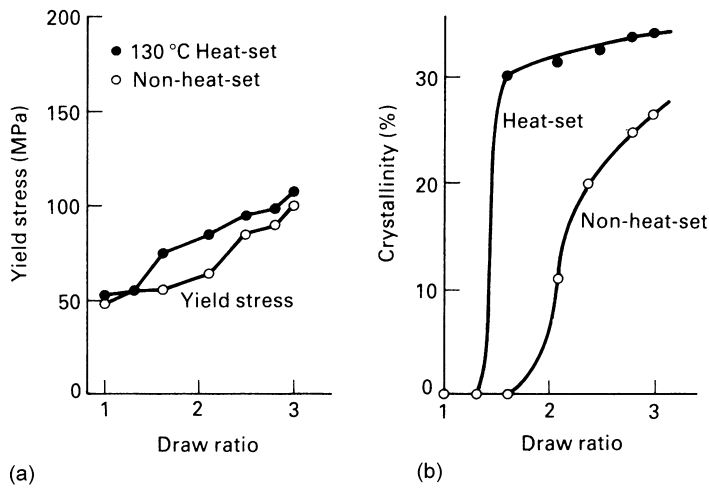 200
130 °C Heat-set
Non-heat-set
150
Yield stress (MPa)
100
50
Yield stress
0
1
2
3
Draw ratio
(a)
30
Heat-set
Crystallinity (%)
20
Non-heat-set
10
0
1
2
3
Draw ratio
(b)